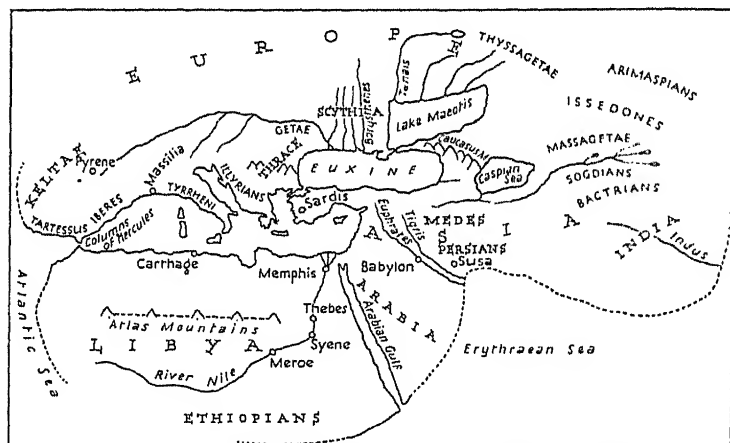 EUROPE
THYSSAGETAE
ARIMASPIANS
ISSEDONES
Tanais
SCYTHIA
Borysthenes
Lake Maeotis
GETAE
THRACE
EUXINE
Caucasus M
Caspian Sea
MASSAGETAE
SOGDIANS
BACTRIANS
KELTAE
Pyrene
Massilia
ILLYRIANS
TYRRHENI
IBERES
TARTESSUS
Columns of Hercules
Sardis
ASIA
MEDES
PERSIANS
Euphrates
Tigris
Susa
Babylon
INDIA
Indus
Carthage
Memphis
Atlantic Sea
Atlas Mountains
Thebes
Syene
LIBYA
Meroe
River Nile
ARABIA
Arabian Gulf
Erythraean Sea
ETHIOPIANS